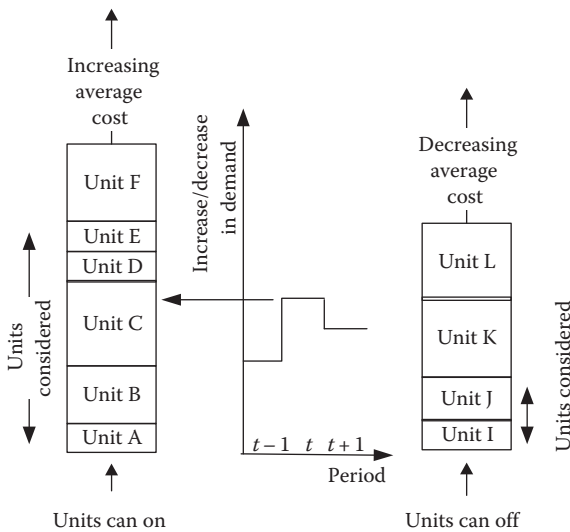 Increasing
average
cost
Unit F
Unit E
Unit D
Unit C
Unit B
Unit A
Units
considered
Units can on
Increase/decrease
in demand
t – 1 t t + 1
Period
Decreasing
average
cost
Unit L
Unit K
Unit J
Unit I
Units considered
Units can off